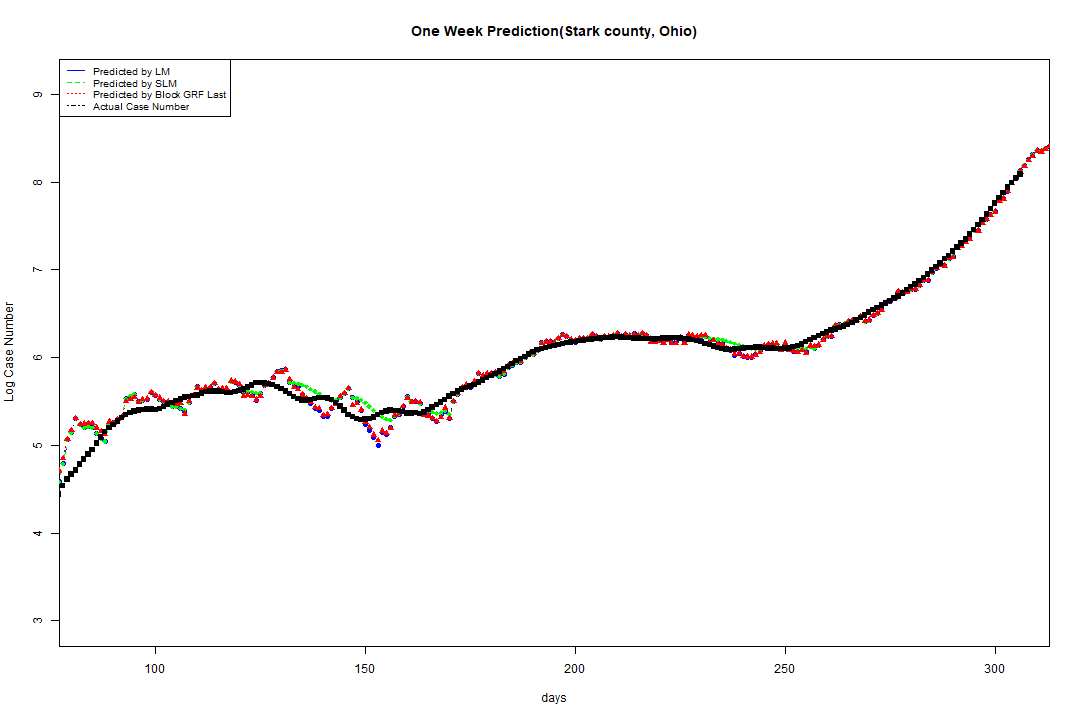 One Week Prediction(Stark county, Ohio)
Predicted by LM
Predicted by SLM
Predicted by Block GRF Last
Actual Case Number
9
8
7
6
5
4
3
Log Case Number
100 150 200 250 300
days